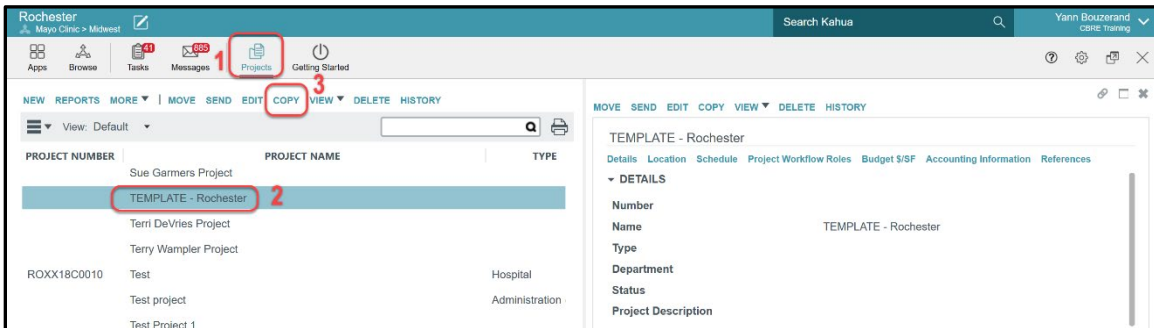 Rochester
Mayo Clinic > Midwest
Search Kahua
Yann Bouzerand
CBRE Training
Apps
Browse
41
Tasks
885
Messages
1
Projects
Getting Started
3
NEW REPORTS MORE | MOVE SEND EDIT COPY VIEW DELETE HISTORY
View: Default
PROJECT NUMBER PROJECT NAME TYPE
Sue Garmers Project
TEMPLATE - Rochester 2
Terri DeVries Project
Terry Wampler Project
ROXX18C0010 Test Hospital
Test project Administration
Test Project 1
MOVE SEND EDIT COPY VIEW DELETE HISTORY
TEMPLATE - Rochester
Details Location Schedule Project Workflow Roles Budget $/SF Accounting Information References
DETAILS
Number
Name TEMPLATE - Rochester
Type
Department
Status
Project Description